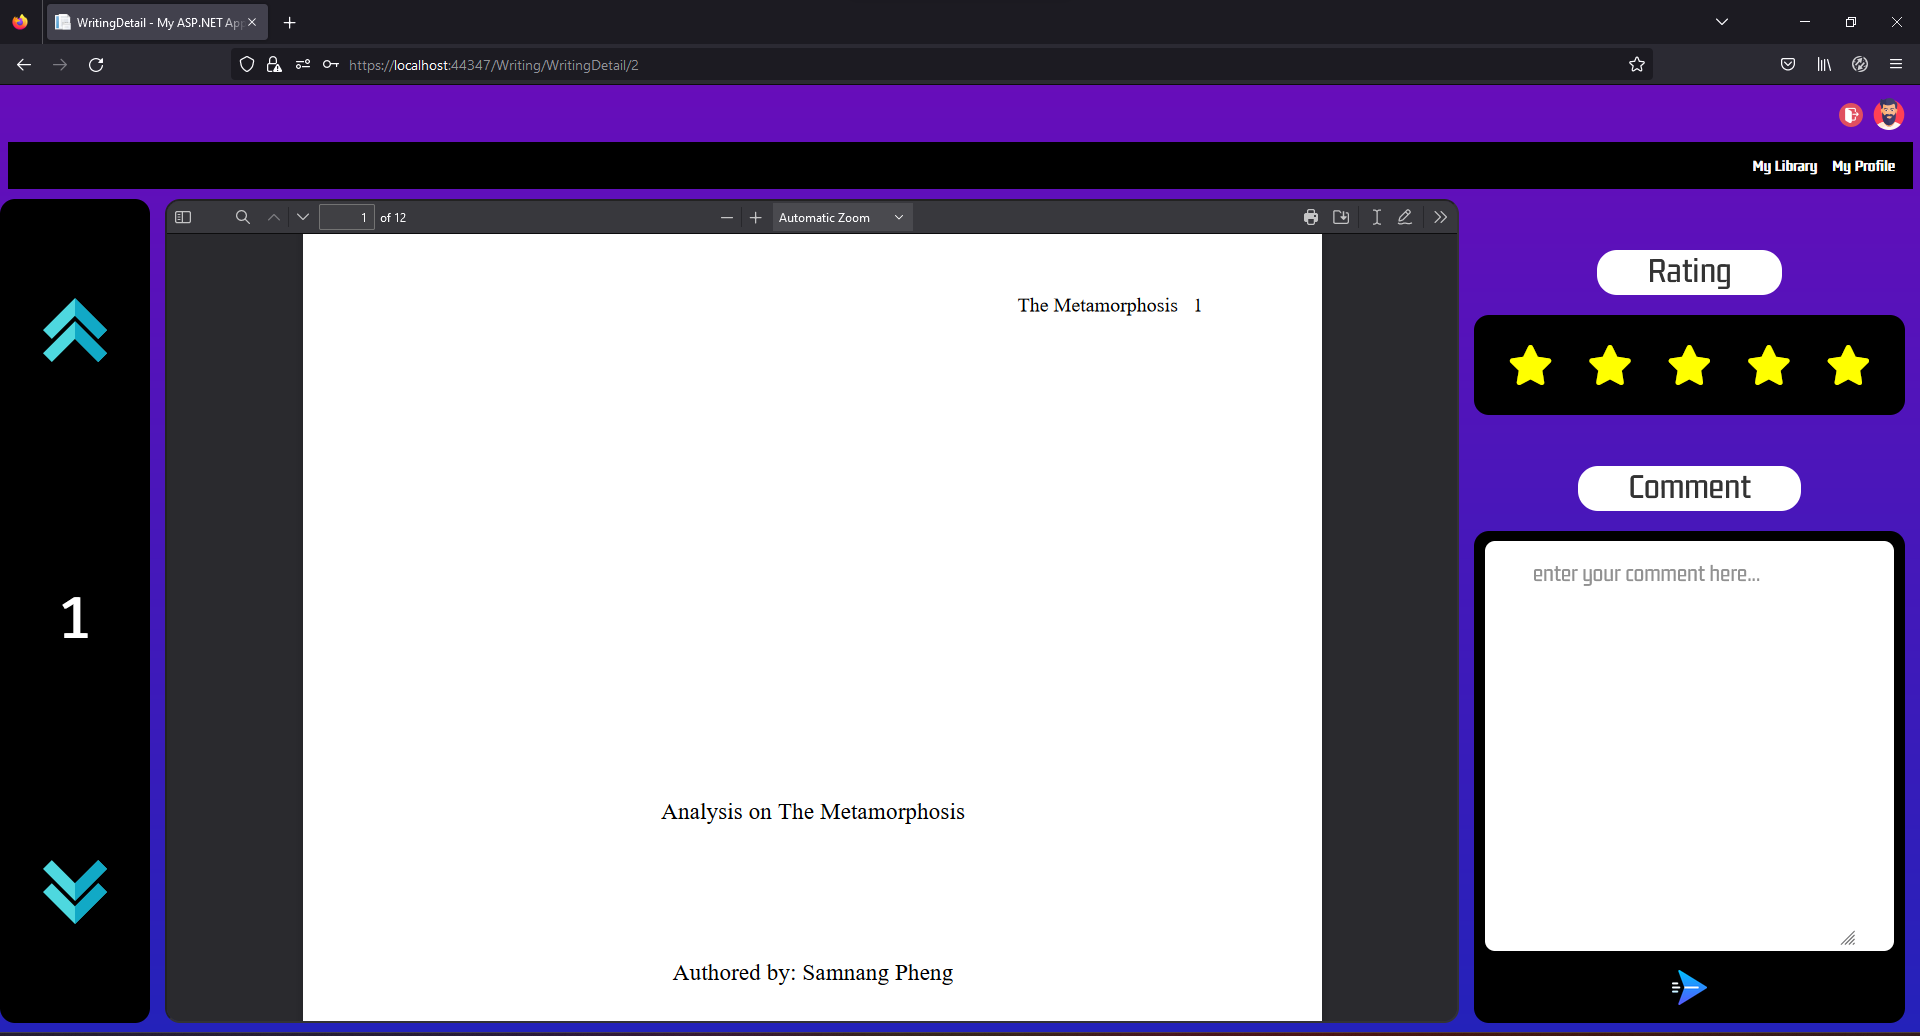 WritingDetail - My ASP.NET App
https://localhost:44347/Writing/WritingDetail/2
My Library My Profile
1 of 12
Automatic Zoom
The Metamorphosis 1
Analysis on The Metamorphosis
Authored by: Samnang Pheng
1
Rating
Comment
enter your comment here...